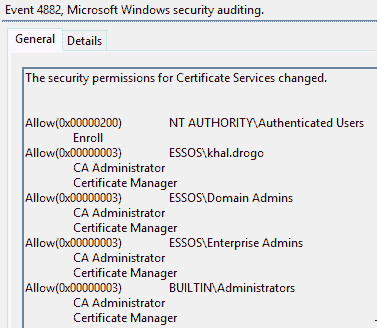 Event 4882, Microsoft Windows security auditing.
General Details
The security permissions for Certificate Services changed.
Allow(0x00000200) NT AUTHORITY\Authenticated Users
Enroll
Allow(0x00000003) ESSOS\khal.drogo
CA Administrator
Certificate Manager
Allow(0x00000003) ESSOS\Domain Admins
CA Administrator
Certificate Manager
Allow(0x00000003) ESSOS\Enterprise Admins
CA Administrator
Certificate Manager
Allow(0x00000003) BUILTIN\Administrators
CA Administrator
Certificate Manager